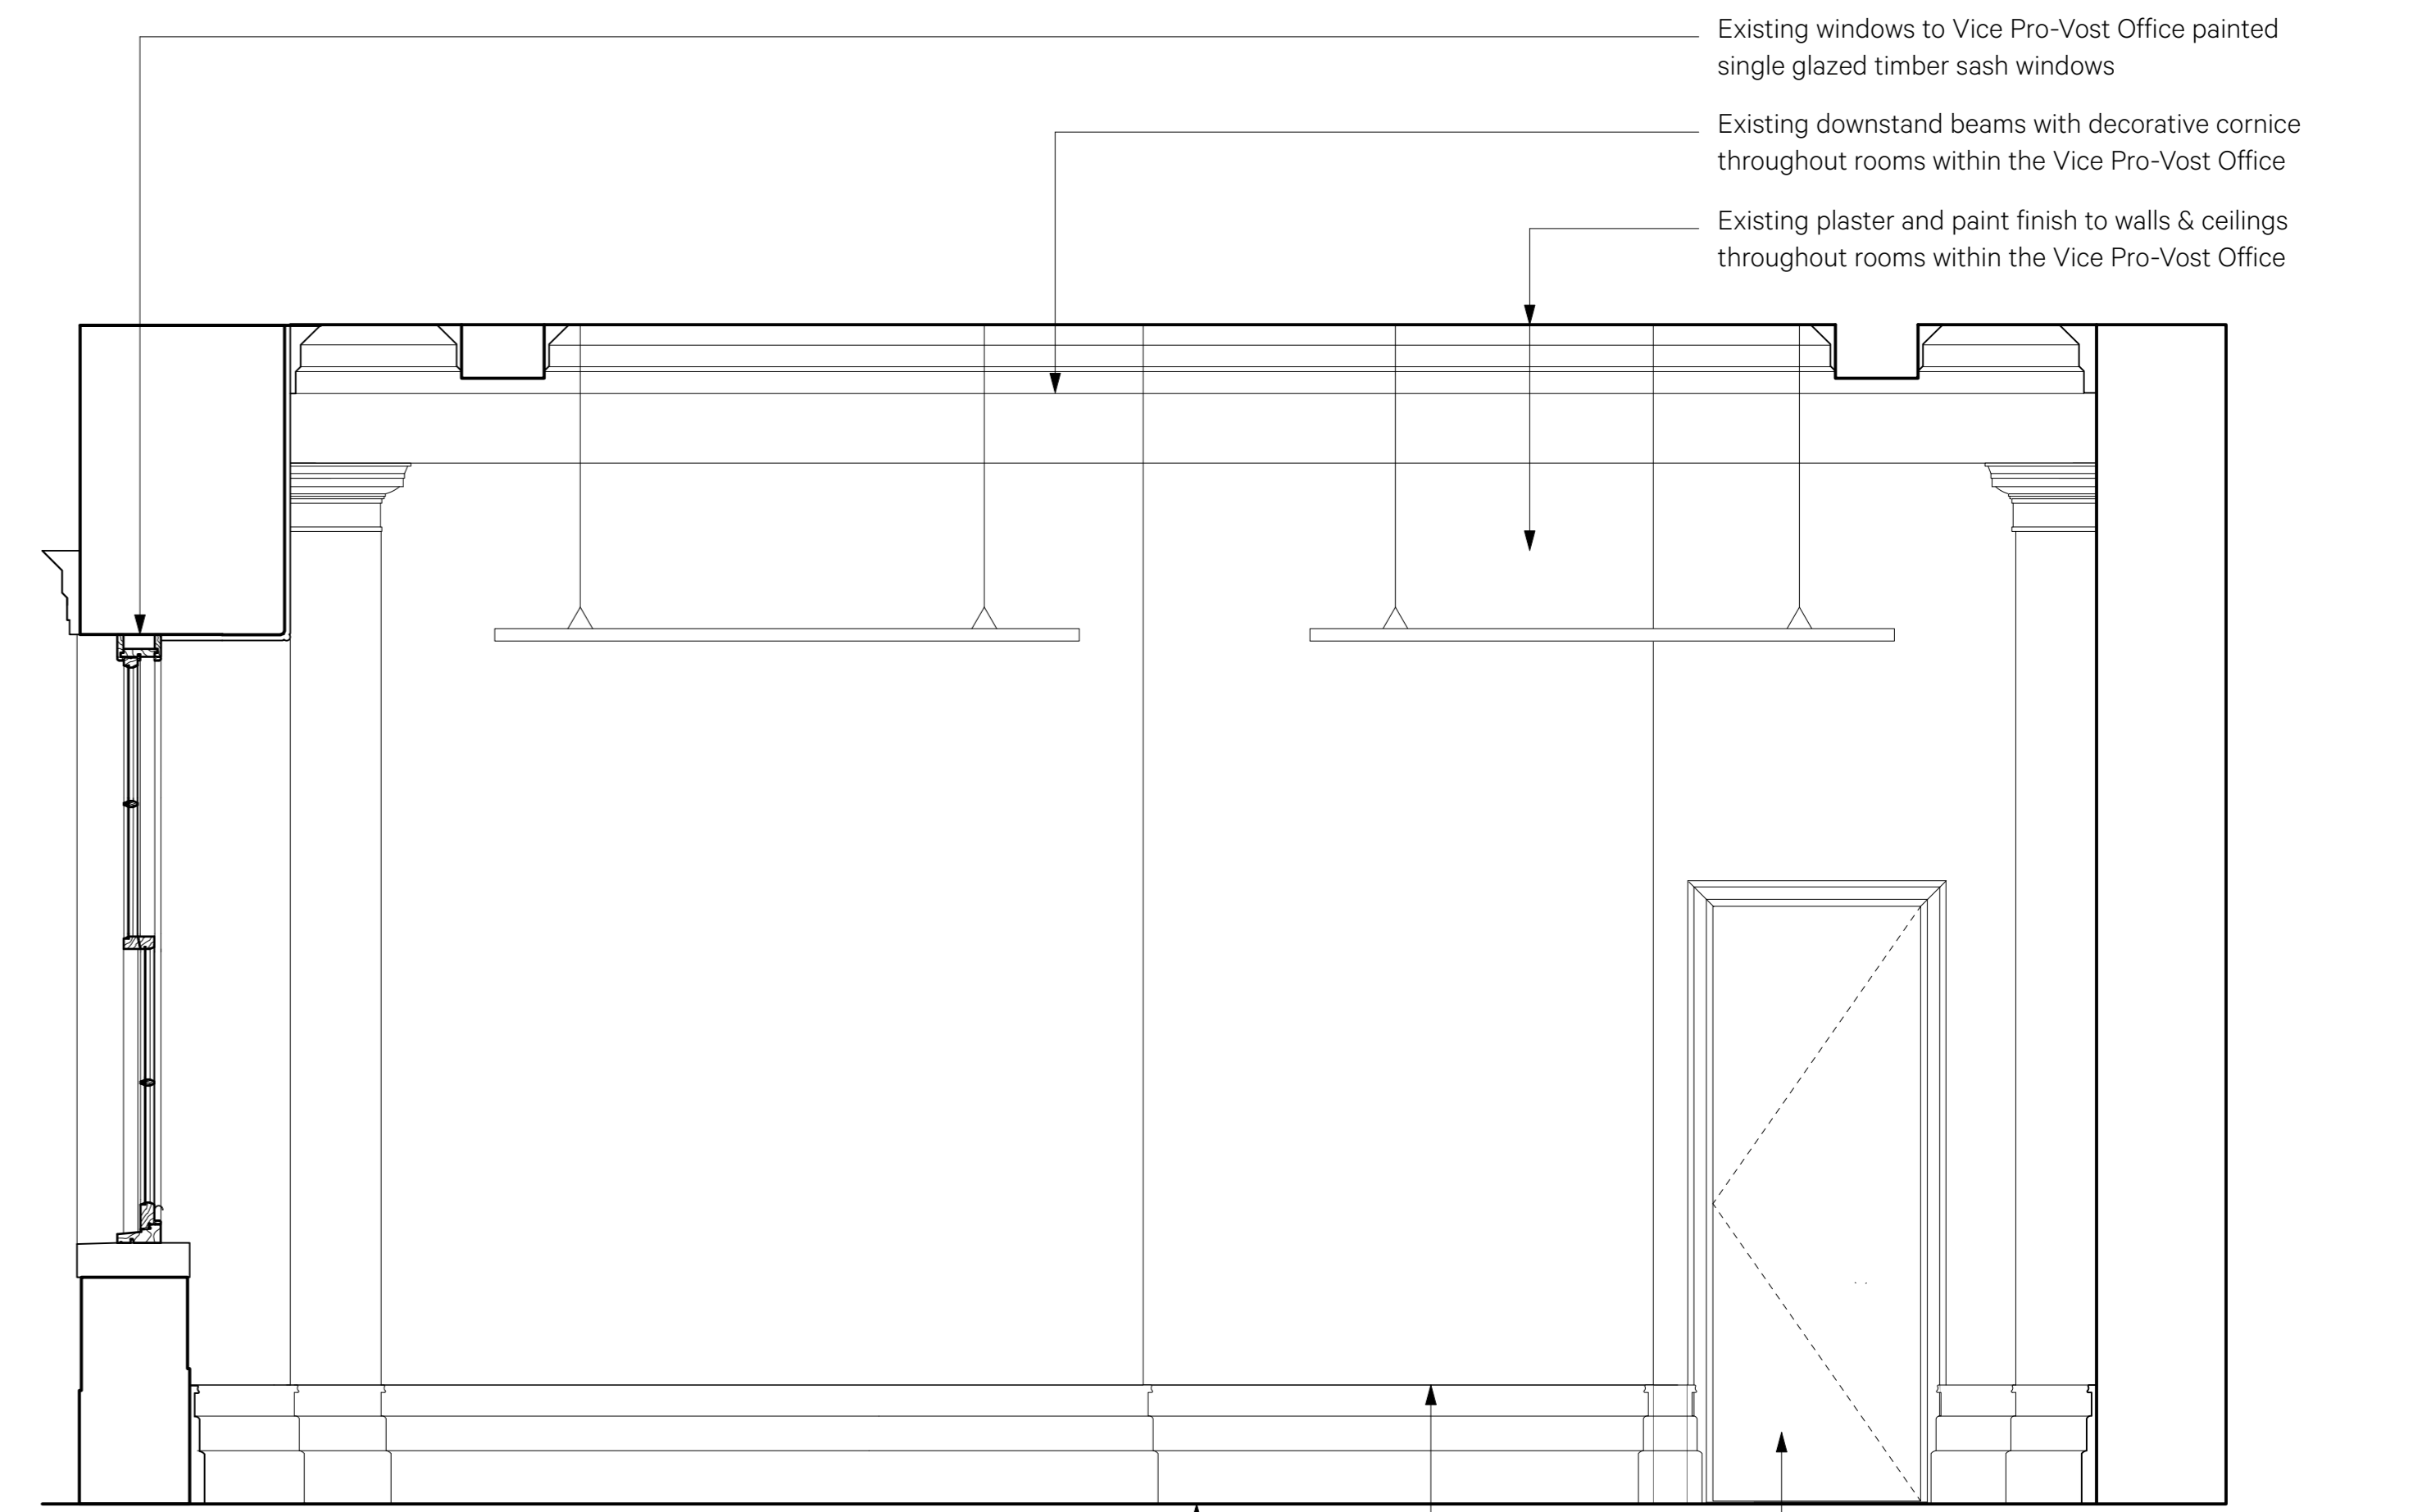 Existing windows to Vice Pro-Vost Office painted
single glazed timber sash windows
Existing downstand beams with decorative cornice
throughout rooms within the Vice Pro-Vost Office
Existing plaster and paint finish to walls & ceilings
throughout rooms within the Vice Pro-Vost Office